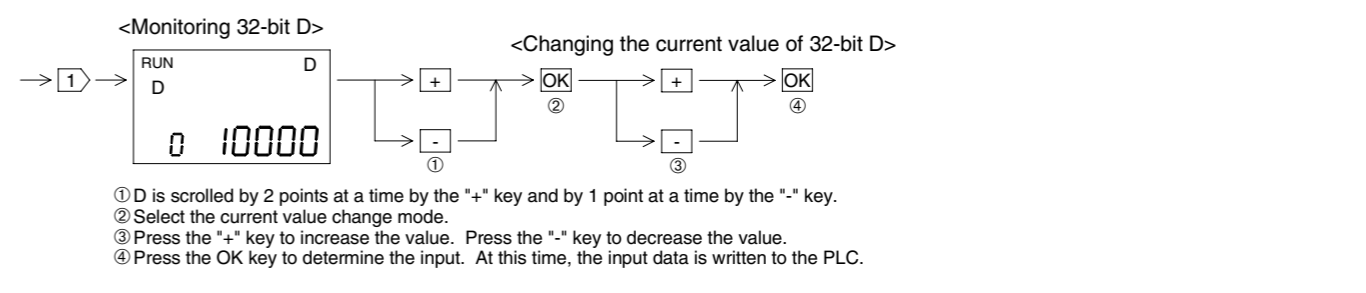 <Monitoring 32-bit D>
<Changing the current value of 32-bit D>
RUN D
1 D + OK + OK
② ④
0 10000 - -
① ③
①D is scrolled by 2 points at a time by the "+" key and by 1 point at a time by the "-" key.
②Select the current value change mode.
③Press the "+" key to increase the value. Press the "-" key to decrease the value.
④Press the OK key to determine the input. At this time, the input data is written to the PLC.